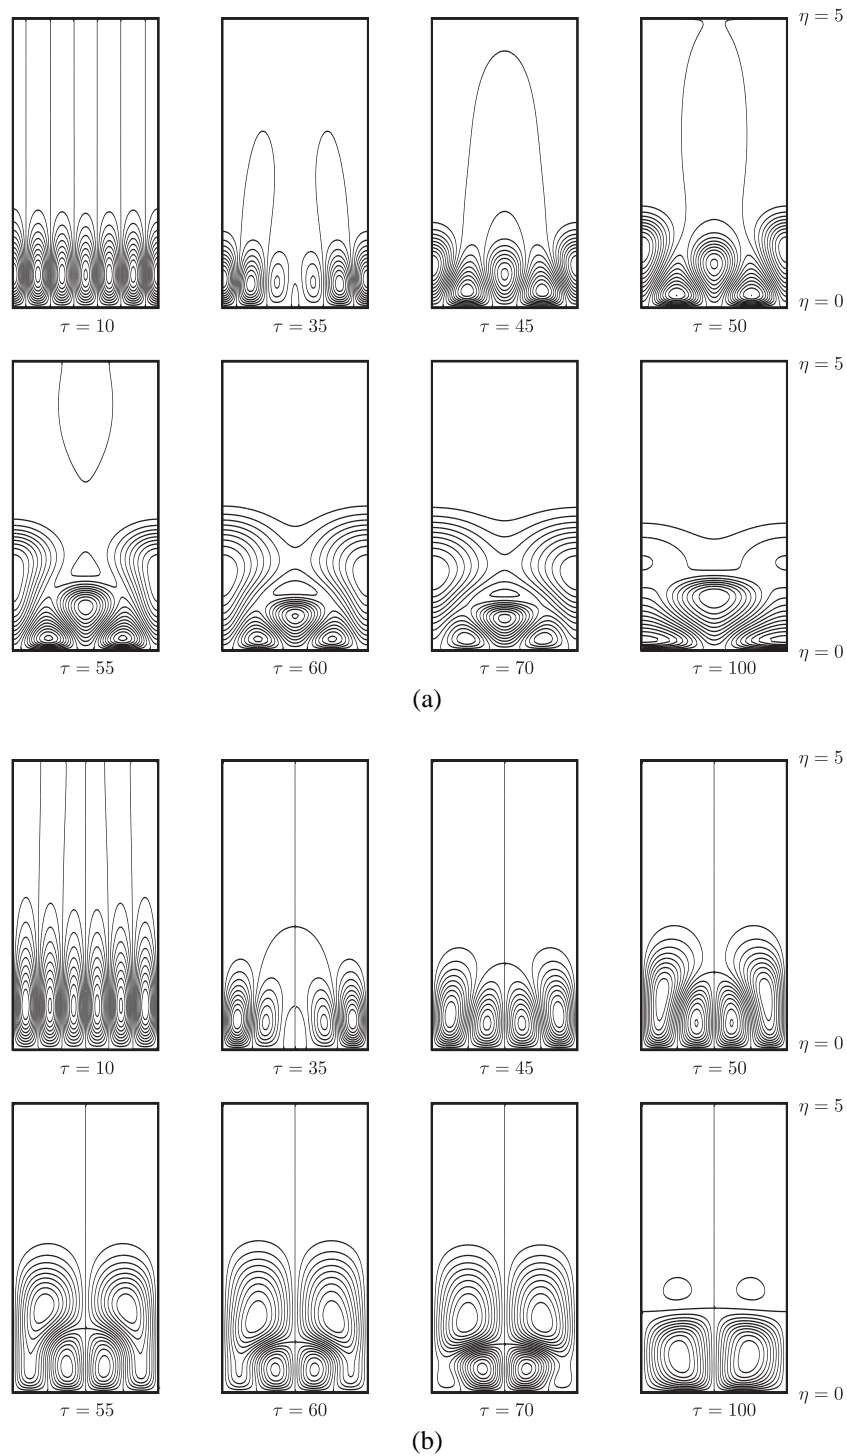 η = 5
η = 0
τ = 10 τ = 35 τ = 45 τ = 50
η = 5
η = 0
τ = 55 τ = 60 τ = 70 τ = 100
(a)
η = 5
η = 0
τ = 10 τ = 35 τ = 45 τ = 50
η = 5
η = 0
τ = 55 τ = 60 τ = 70 τ = 100
(b)